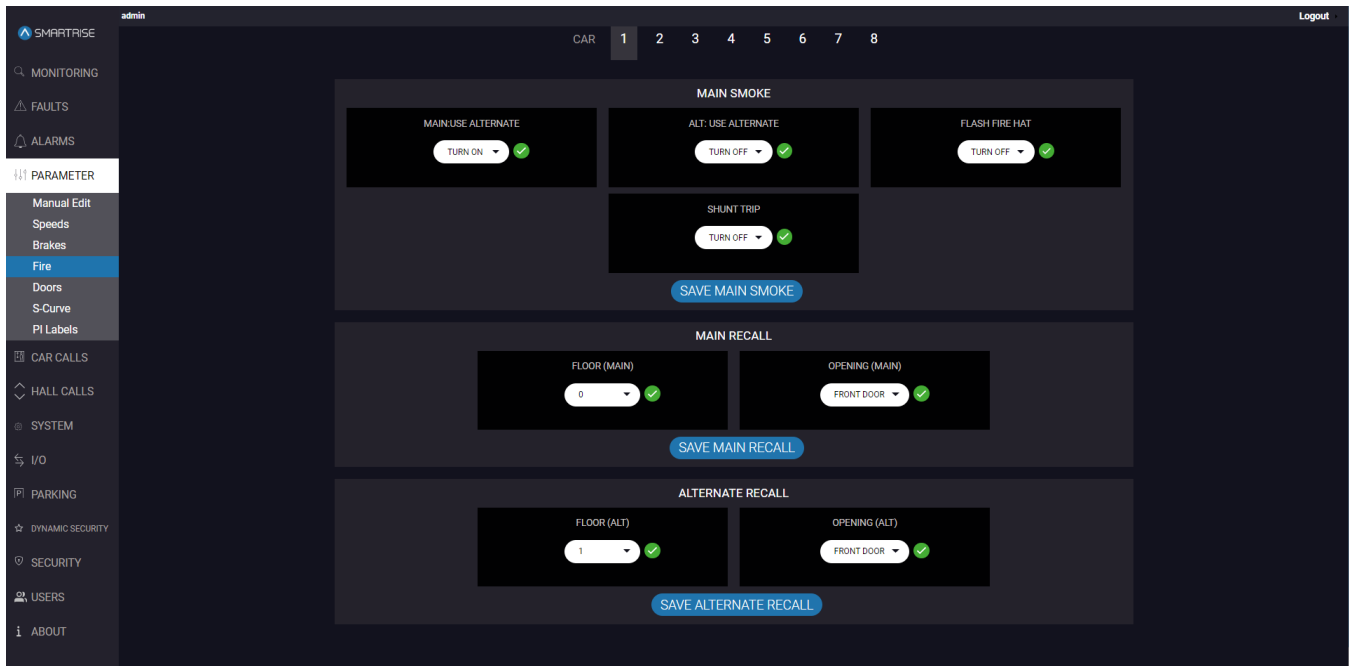 admin
Logout
SMARTRISE
CAR 1 2 3 4 5 6 7 8
MONITORING
FAULTS
ALARMS
PARAMETER
Manual Edit
Speeds
Brakes
Fire
Doors
S-Curve
PI Labels
CAR CALLS
HALL CALLS
SYSTEM
I/O
P PARKING
DYNAMIC SECURITY
SECURITY
USERS
i ABOUT
MAIN SMOKE
MAIN:USE ALTERNATE
TURN ON
ALT: USE ALTERNATE
TURN OFF
FLASH FIRE HAT
TURN OFF
SHUNT TRIP
TURN OFF
SAVE MAIN SMOKE
MAIN RECALL
FLOOR (MAIN)
0
OPENING (MAIN)
FRONT DOOR
SAVE MAIN RECALL
ALTERNATE RECALL
FLOOR (ALT)
1
OPENING (ALT)
FRONT DOOR
SAVE ALTERNATE RECALL